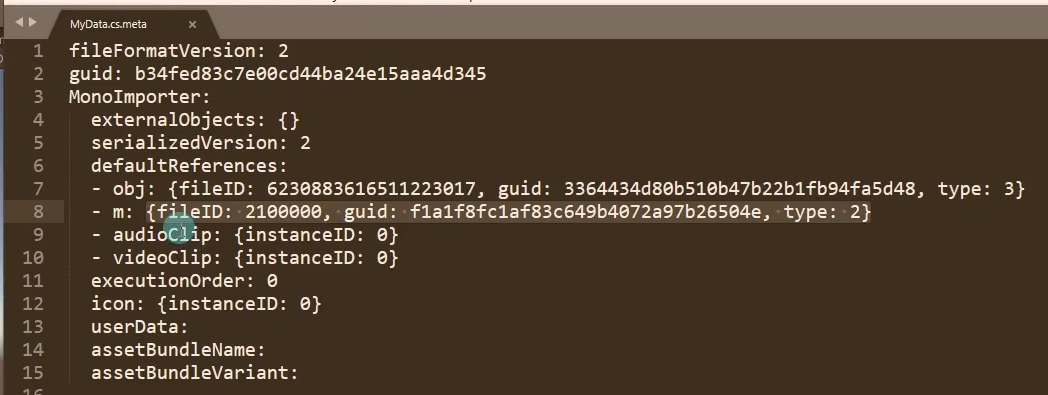 MyData.cs.meta
1 fileFormatVersion: 2
2 guid: b34fed83c7e00cd44ba24e15aaa4d345
3 MonoImporter:
4 externalObjects: {}
5 serializedVersion: 2
6 defaultReferences:
7 - obj: {fileID: 6230883616511223017, guid: 3364434d80b510b47b22b1fb94fa5d48, type: 3}
8 - m: {fileID: 2100000, guid: f1a1f8fc1af83c649b4072a97b26504e, type: 2}
9 - audioClip: {instanceID: 0}
10 - videoClip: {instanceID: 0}
11 executionOrder: 0
12 icon: {instanceID: 0}
13 userData:
14 assetBundleName:
15 assetBundleVariant: